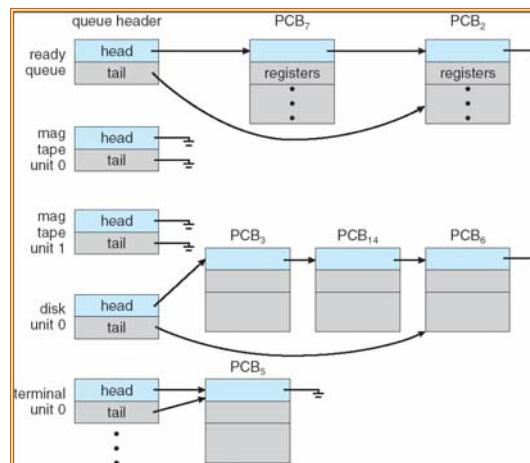 queue header PCB₇ PCB₂
ready queue
head
tail
registers registers
mag tape unit 0
head
tail
mag tape unit 1
head
tail
PCB₃ PCB₁₄ PCB₆
disk unit 0
head
tail
PCB₅
terminal unit 0
head
tail